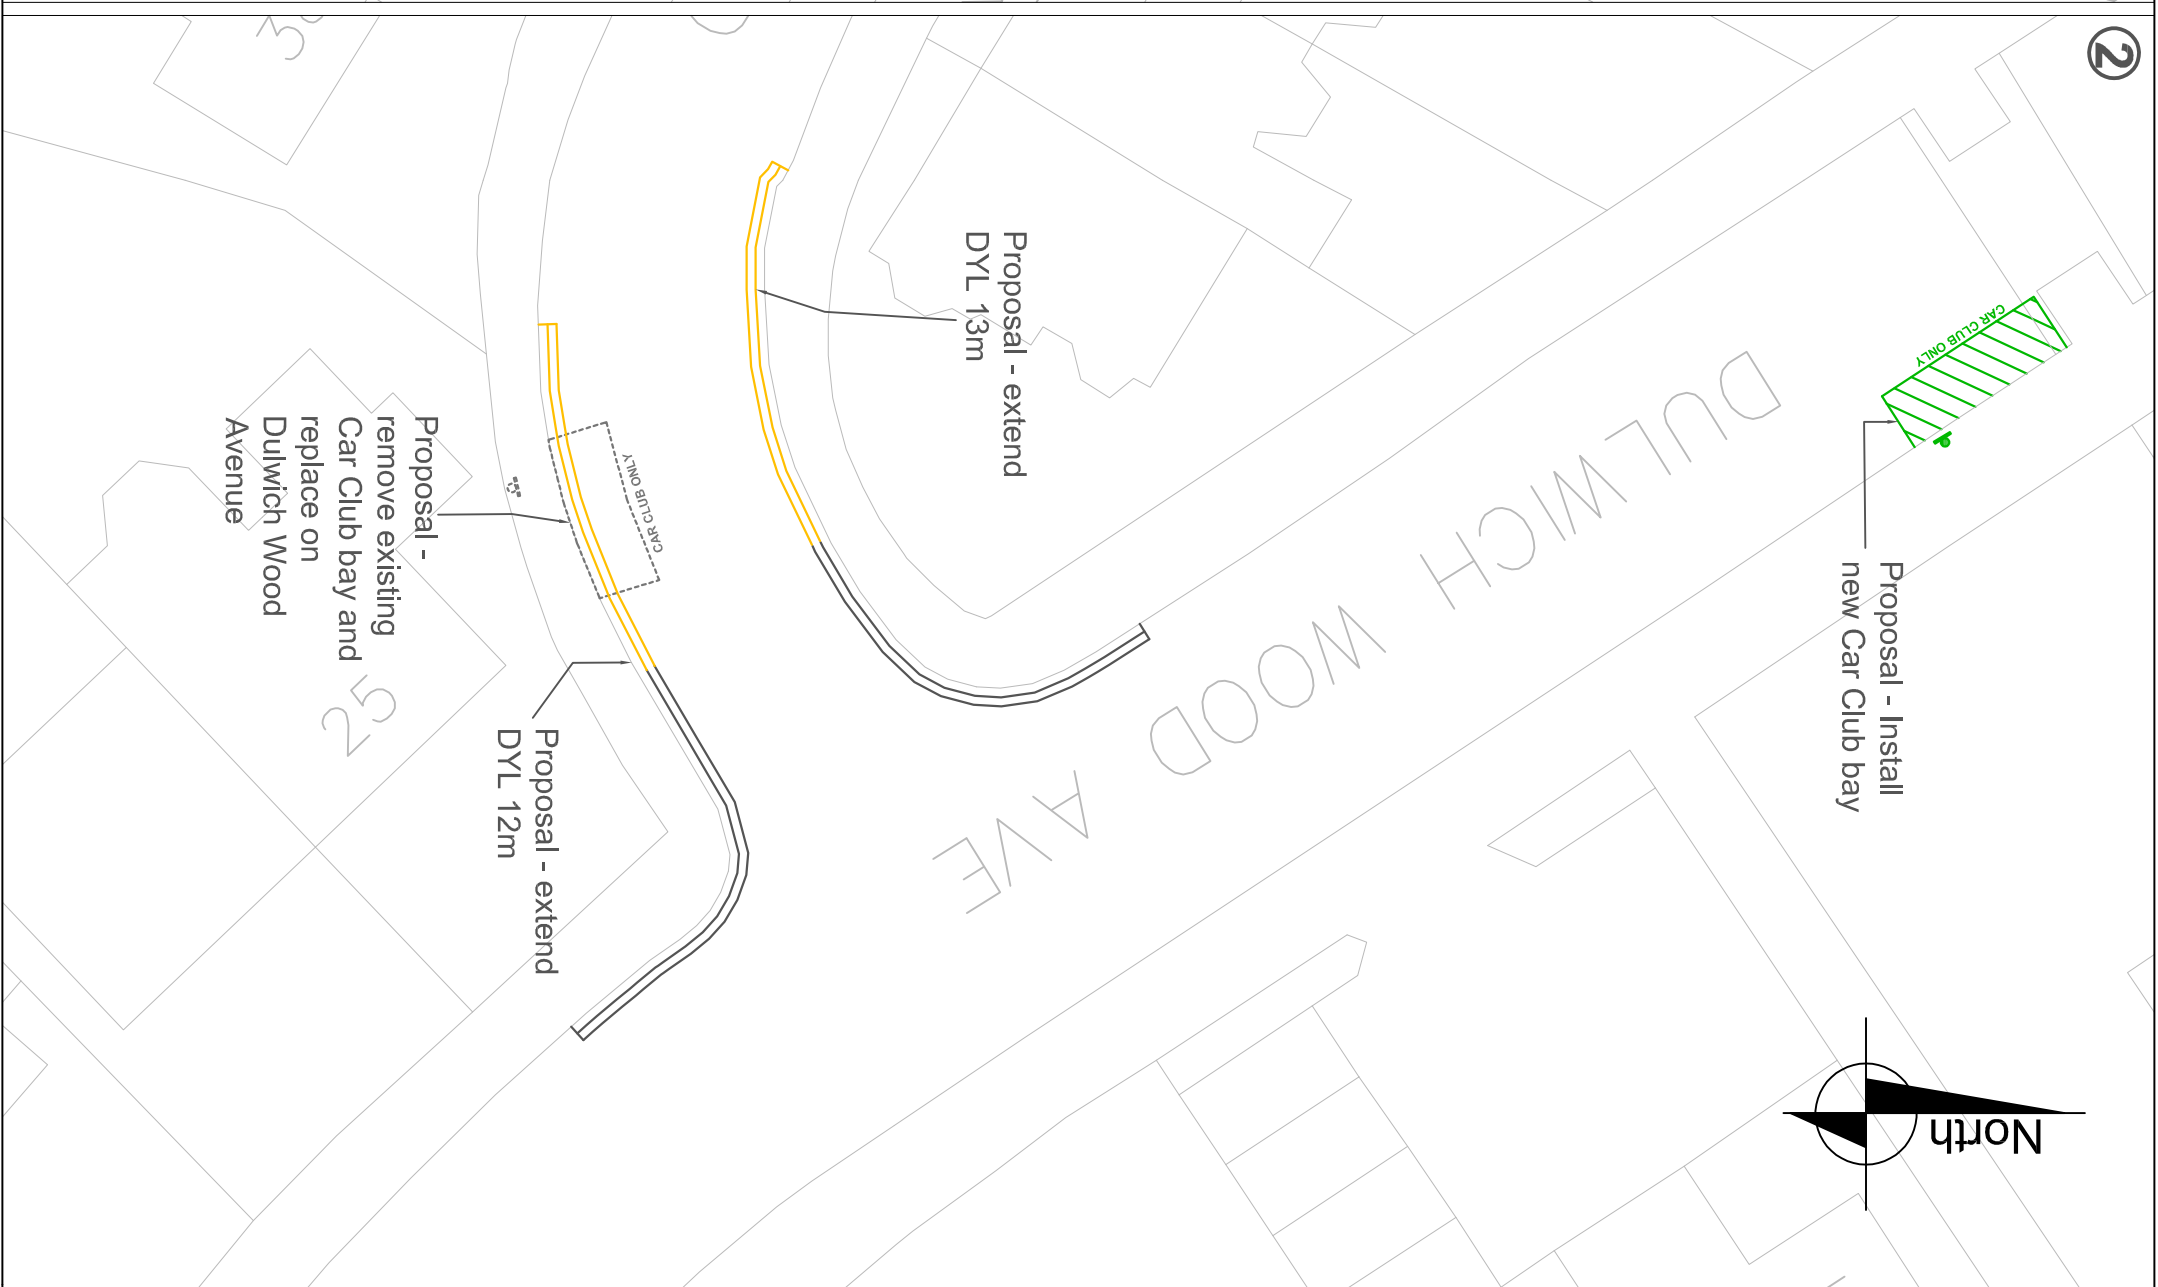 2
Proposal - Install
new Car Club bay
CAR CLUB ONLY
DULWICH WOOD AVE
Proposal - extend
DYL 13m
CAR CLUB ONLY
Proposal -
remove existing
Car Club bay and
replace on
Dulwich Wood
Avenue
Proposal - extend
DYL 12m
25
North